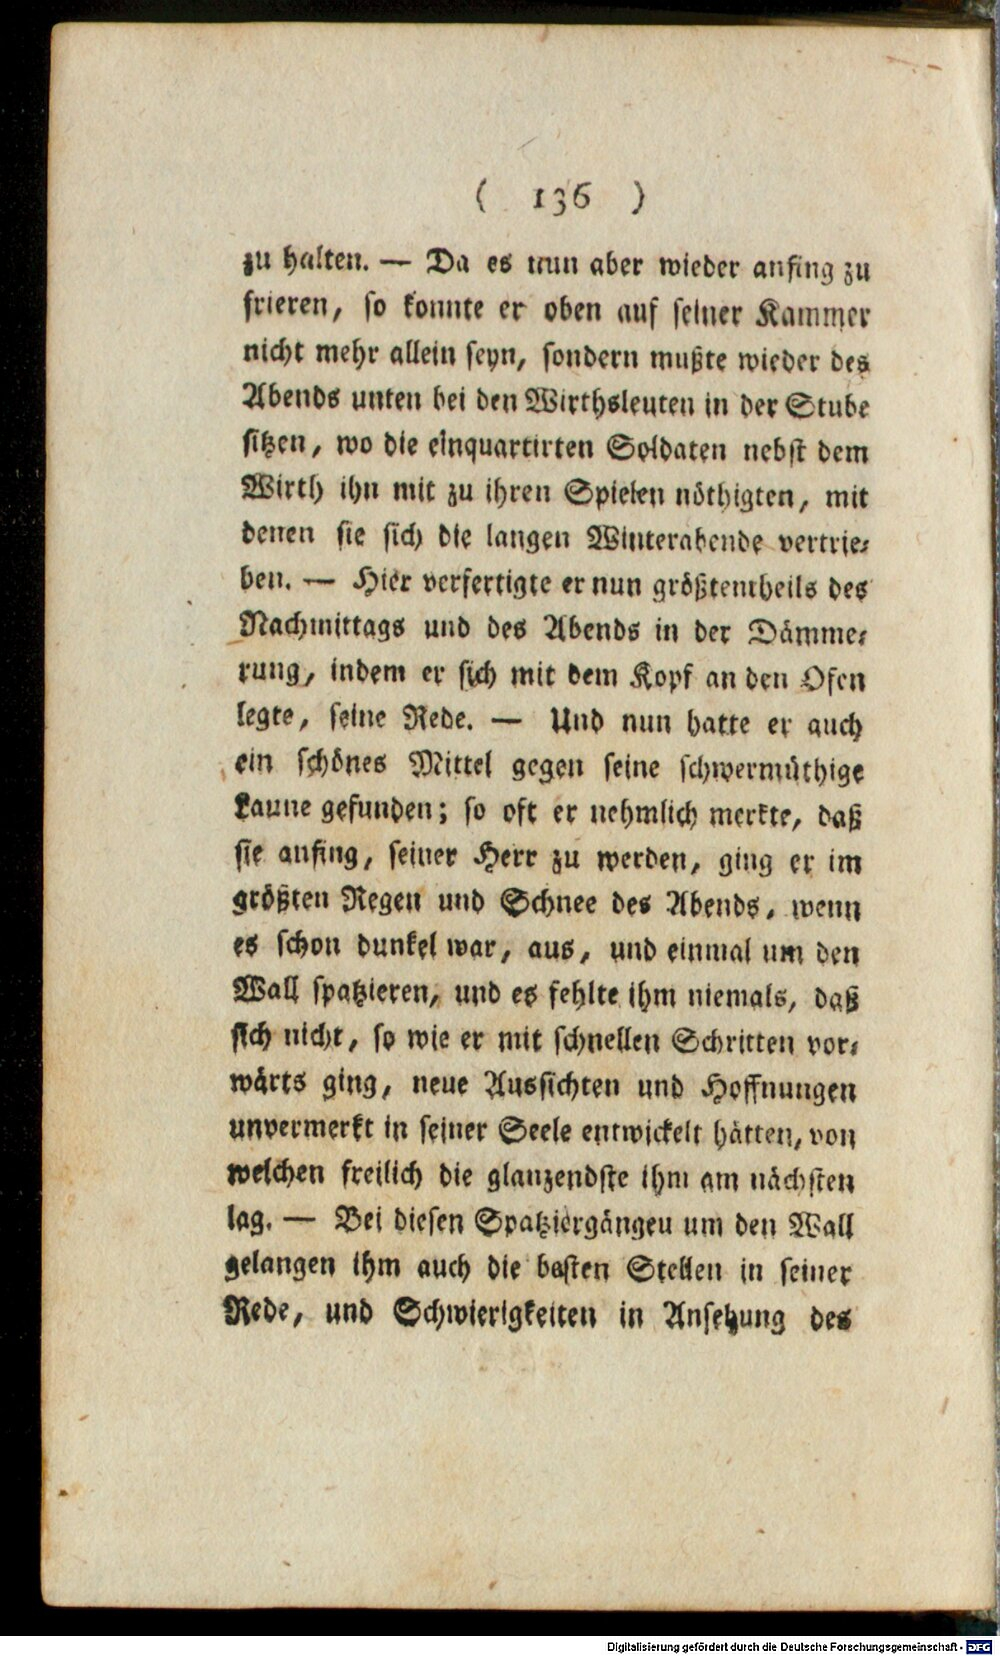 ( 136 )
zu halten. — Da es nun aber wieder anfing zu
frieren, so konnte er oben auf seiner Kammer
nicht mehr allein seyn, sondern mußte wieder des
Abends unten bei den Wirthsleuten in der Stube
sitzen, wo die einquartirten Soldaten nebst dem
Wirth ihn mit zu ihren Spielen nöthigten, mit
denen sie sich die langen Winterabende vertrie-
ben. — Hier verfertigte er nun größtentheils des
Nachmittags und des Abends in der Dämme-
rung, indem er sich mit dem Kopf an den Ofen
legte, seine Rede. — Und nun hatte er auch
ein schönes Mittel gegen seine schwermüthige
Laune gefunden; so oft er nehmlich merkte, daß
sie anfing, seiner Herr zu werden, ging er im
größten Regen und Schnee des Abends, wenn
es schon dunkel war, aus, und einmal um den
Wall spatzieren, und es fehlte ihm niemals, daß
sich nicht, so wie er mit schnellen Schritten vor-
wärts ging, neue Aussichten und Hoffnungen
unvermerkt in seiner Seele entwickelt hätten, von
welchen freilich die glanzendste ihm am nächsten
lag. — Bei diesen Spatziergängen um den Wall
gelangen ihm auch die besten Stellen in seiner
Rede, und Schwierigkeiten in Ansetzung des
Digitalisierung gefördert durch die Deutsche Forschungsgemeinschaft - DFG